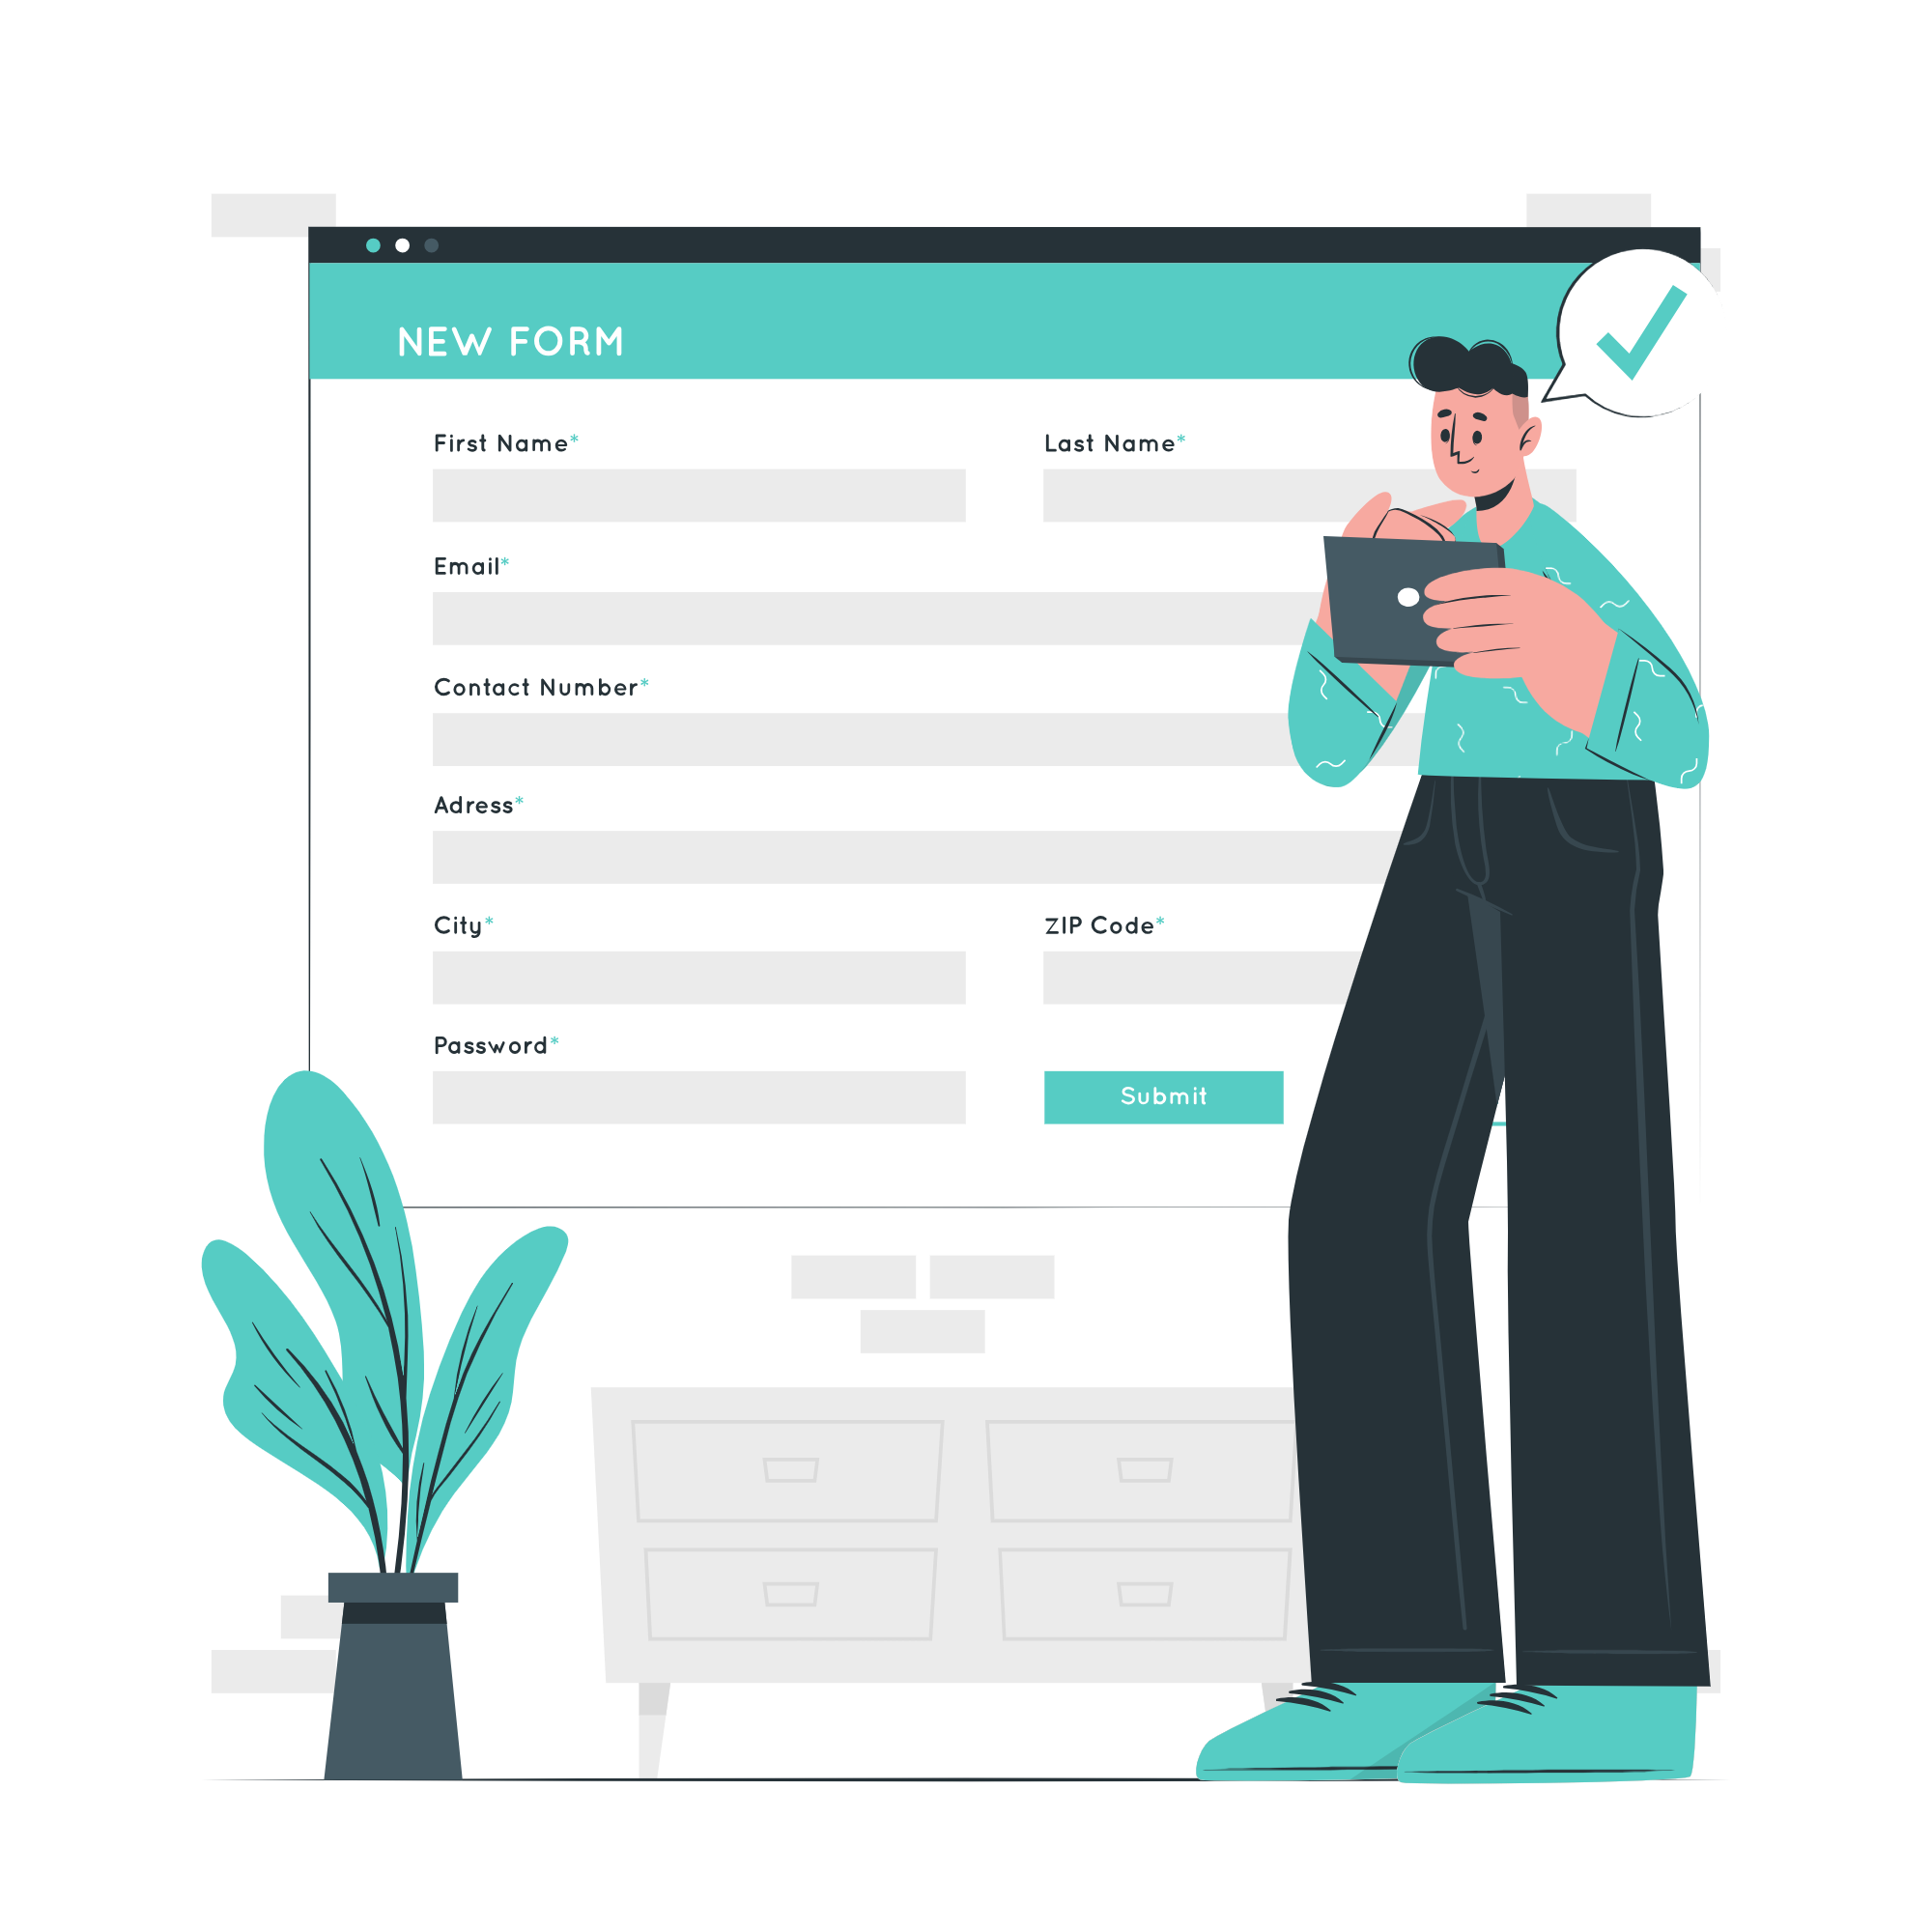 NEW FORM
First Name* Last Name*
Email*
Contact Number*
Adress*
City* ZIP Code*
Password*
Submit